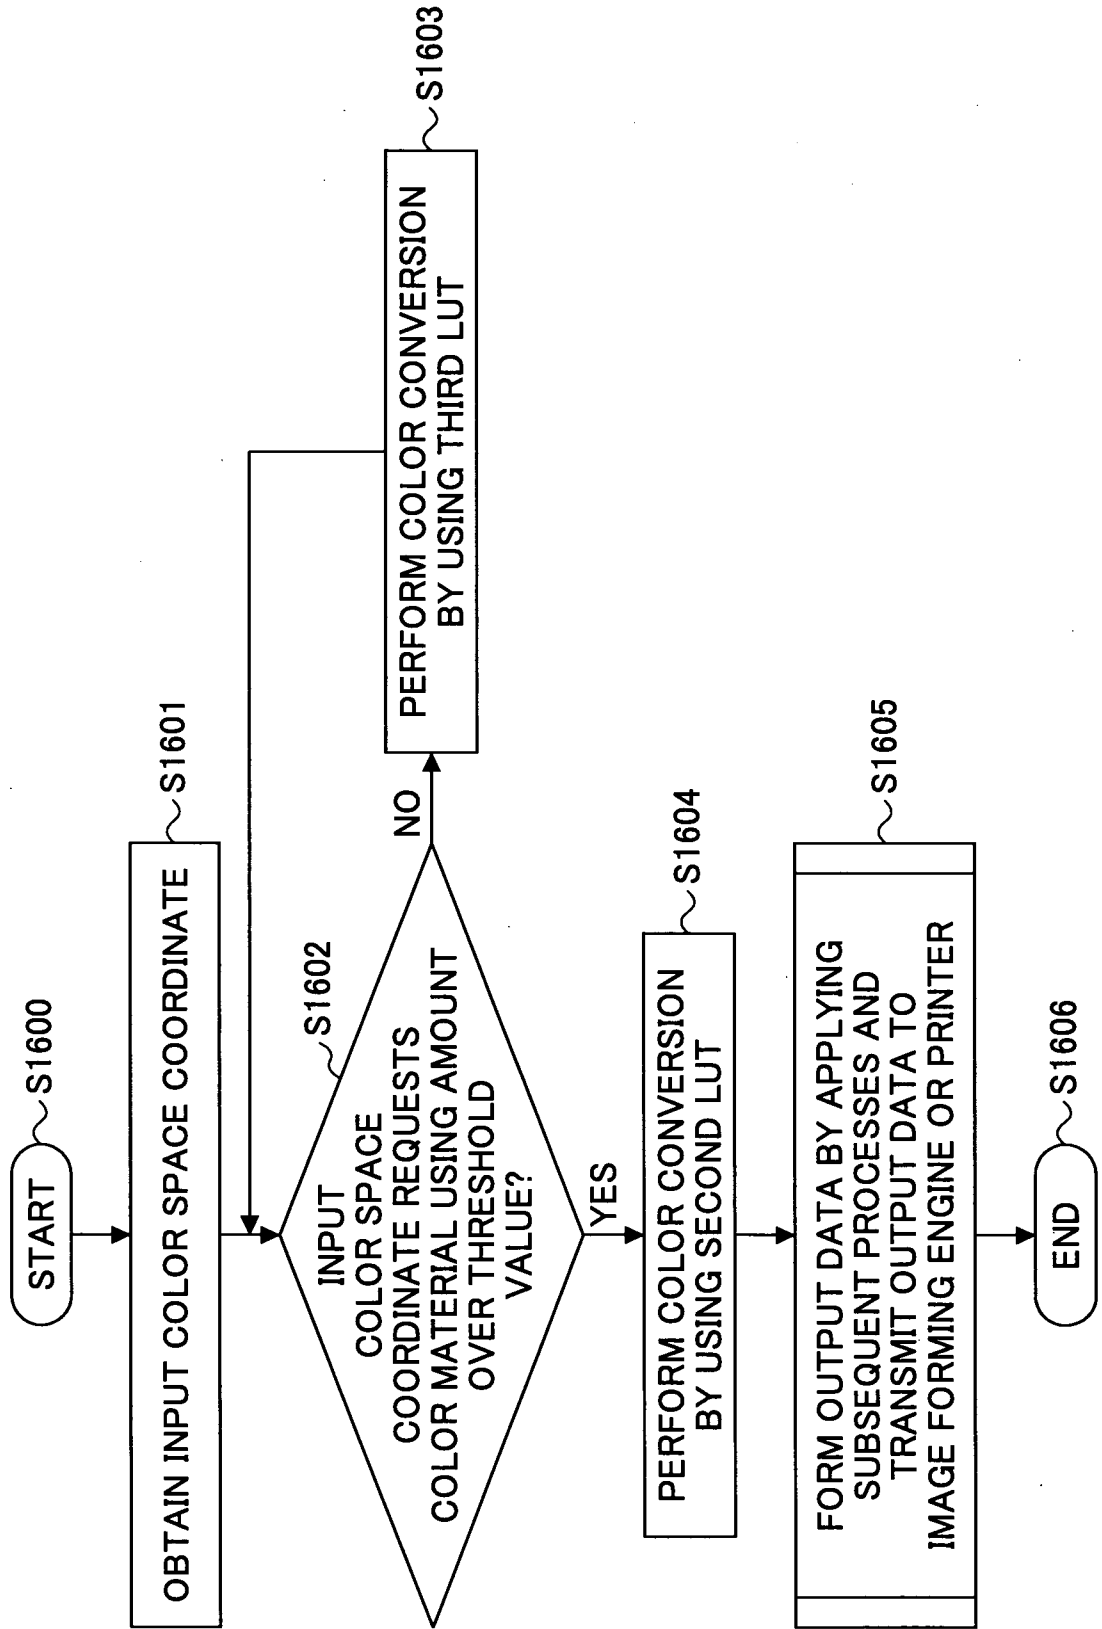 START
S1600
OBTAIN INPUT COLOR SPACE COORDINATE
S1601
INPUT
COLOR SPACE
COORDINATE REQUESTS
COLOR MATERIAL USING AMOUNT
OVER THRESHOLD
VALUE?
S1602
NO
PERFORM COLOR CONVERSION
BY USING THIRD LUT
S1603
YES
PERFORM COLOR CONVERSION
BY USING SECOND LUT
S1604
FORM OUTPUT DATA BY APPLYING
SUBSEQUENT PROCESSES AND
TRANSMIT OUTPUT DATA TO
IMAGE FORMING ENGINE OR PRINTER
S1605
END
S1606